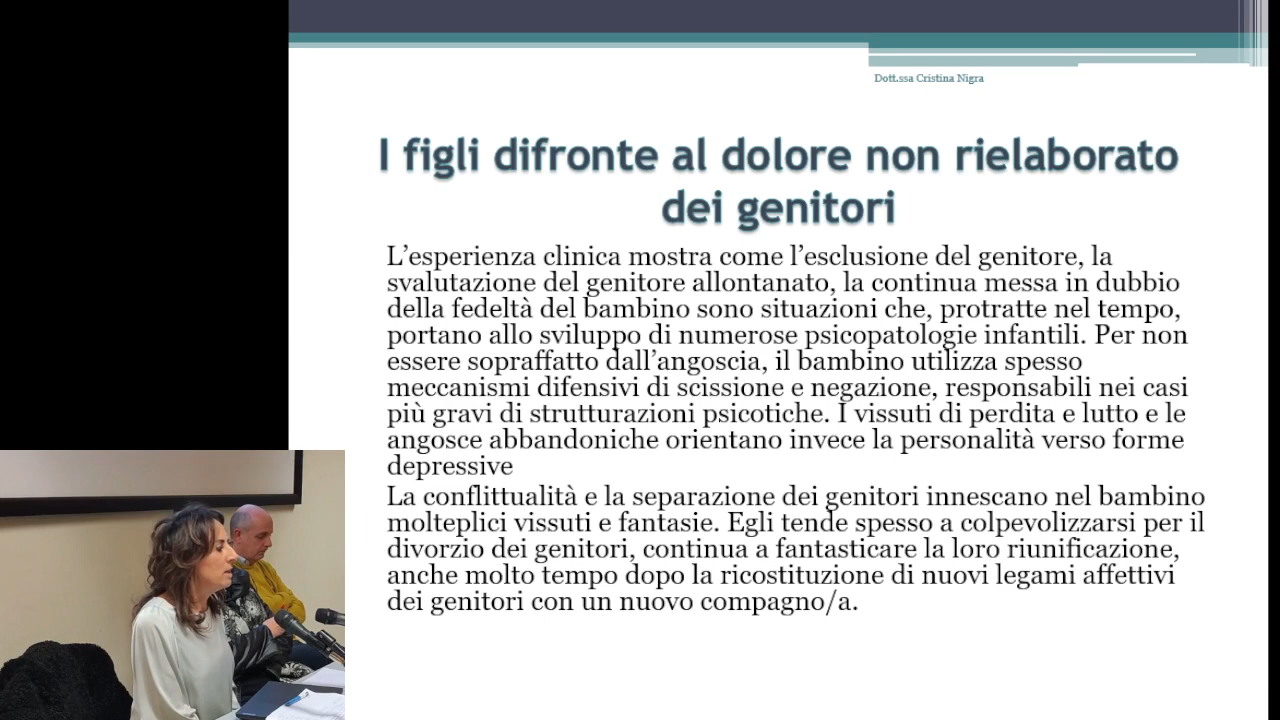 Dott.ssa Cristina Nigra
I figli difronte al dolore non rielaborato
dei genitori
L’esperienza clinica mostra come l’esclusione del genitore, la
svalutazione del genitore allontanato, la continua messa in dubbio
della fedeltà del bambino sono situazioni che, protratte nel tempo,
portano allo sviluppo di numerose psicopatologie infantili. Per non
essere sopraffatto dall’angoscia, il bambino utilizza spesso
meccanismi difensivi di scissione e negazione, responsabili nei casi
più gravi di strutturazioni psicotiche. I vissuti di perdita e lutto e le
angosce abbandoniche orientano invece la personalità verso forme
depressive
La conflittualità e la separazione dei genitori innescano nel bambino
molteplici vissuti e fantasie. Egli tende spesso a colpevolizzarsi per il
divorzio dei genitori, continua a fantasticare la loro riunificazione,
anche molto tempo dopo la ricostituzione di nuovi legami affettivi
dei genitori con un nuovo compagno/a.